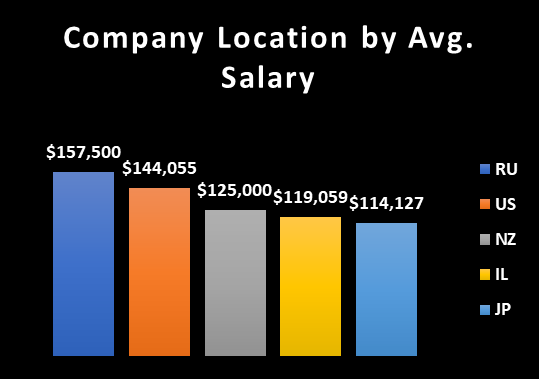 Company Location by Avg.
Salary
$157,500
$144,055
$125,000
$119,059
$114,127
RU
US
NZ
IL
JP